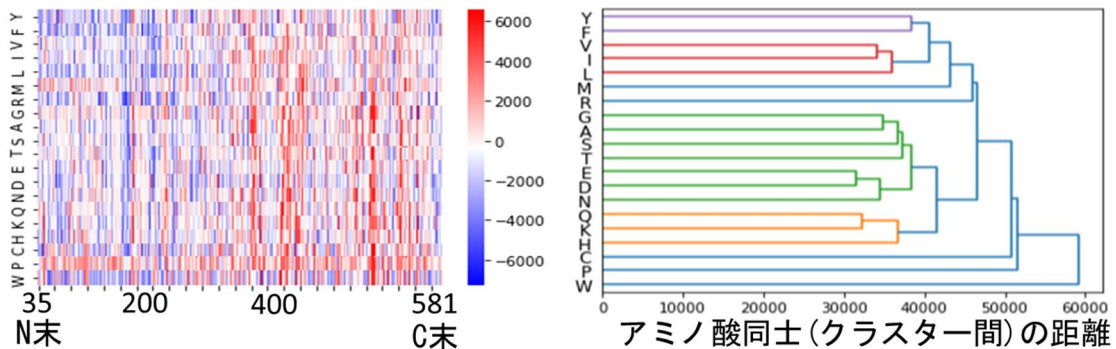 W P C H K Q N D E T S A G R M L I V F Y
6000
4000
2000
0
−2000
−4000
−6000
35 200 400 581
N末 C末
Y
F
V
I
L
M
R
G
A
S
T
E
D
N
Q
K
H
C
P
W
0 10000 20000 30000 40000 50000 60000
アミノ酸同士(クラスター間)の距離